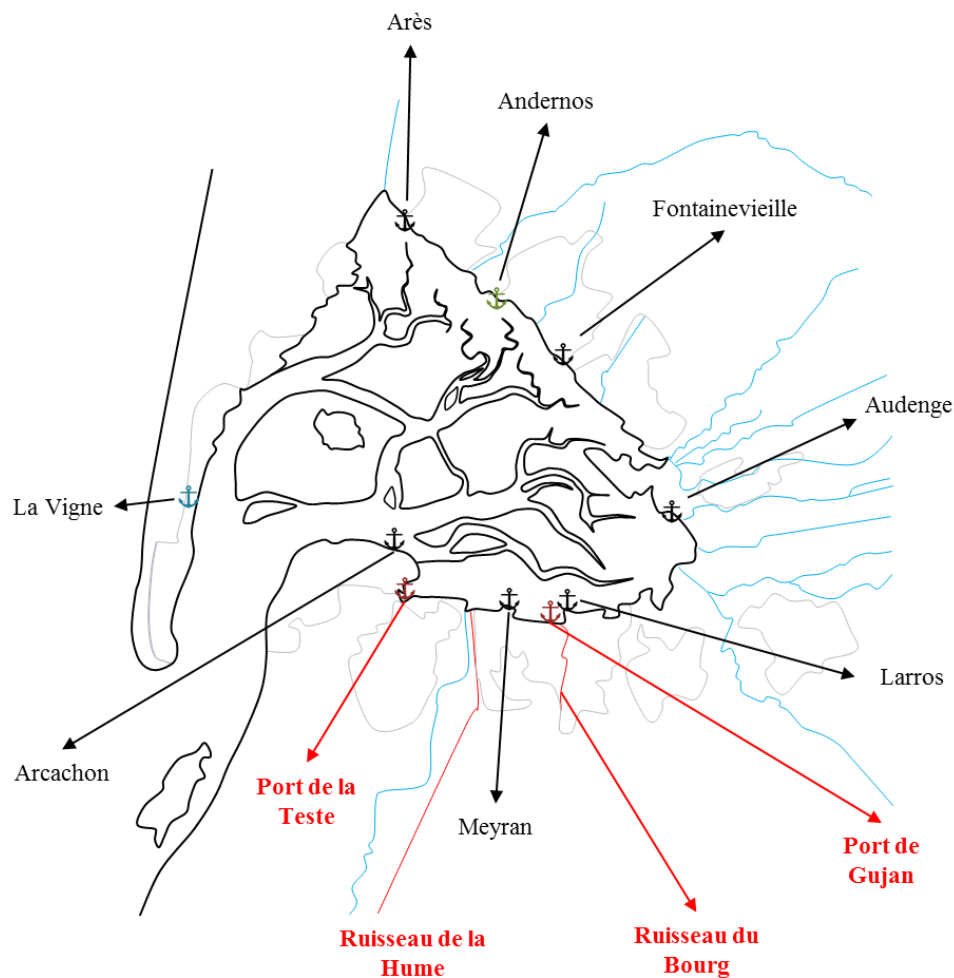 Arès
Andernos
Fontainevieille
Audenge
La Vigne
Larros
Arcachon
Port de la
Teste
Meyran
Port de
Gujan
Ruisseau de la
Hume
Ruisseau du
Bourg